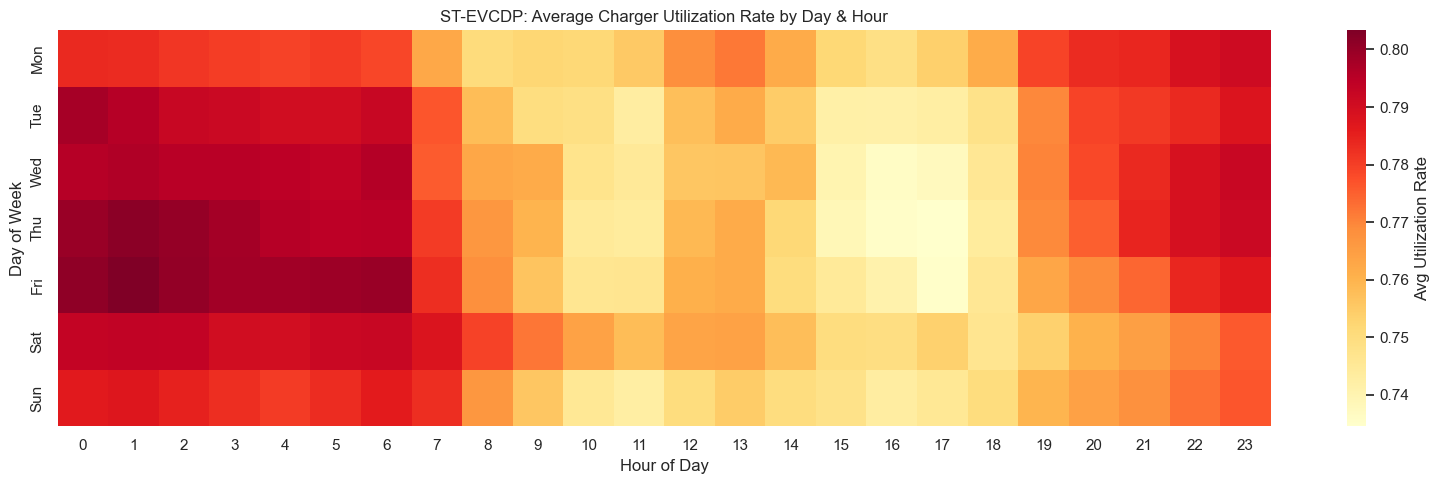 ST-EVCDP: Average Charger Utilization Rate by Day & Hour
Day of Week
Mon
Tue
Wed
Thu
Fri
Sat
Sun
0 1 2 3 4 5 6 7 8 9 10 11 12 13 14 15 16 17 18 19 20 21 22 23
Hour of Day
0.80
0.79
0.78
0.77
0.76
0.75
0.74
Avg Utilization Rate